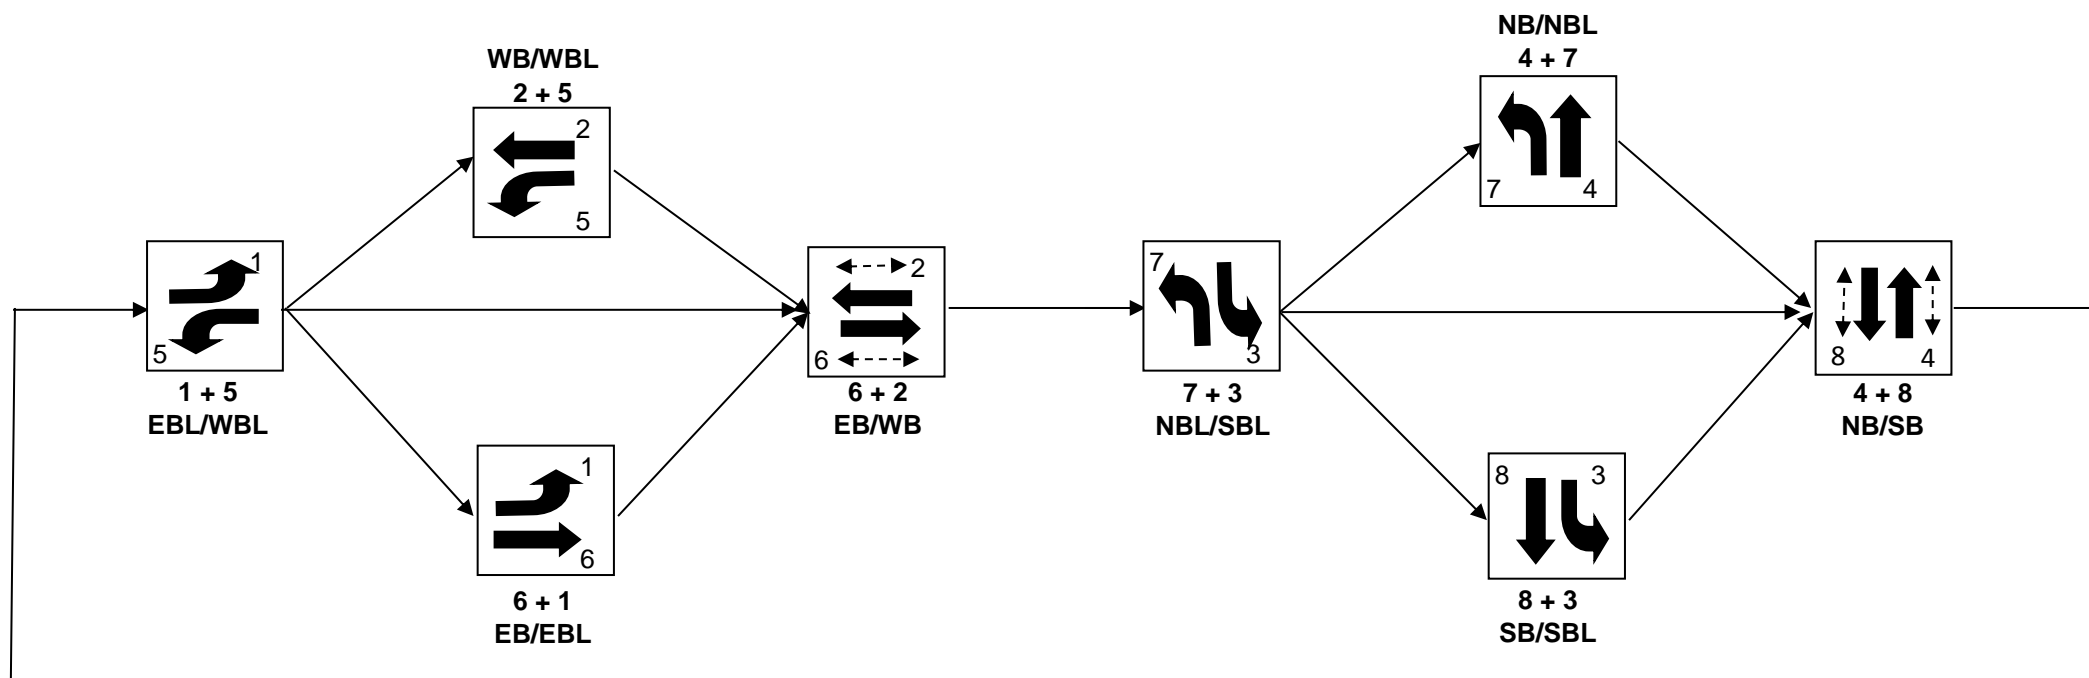 WB/WBL
2 + 5
2
5
1
5
1 + 5
EBL/WBL
1
6
6 + 1
EB/EBL
2
6
6 + 2
EB/WB
7
3
7 + 3
NBL/SBL
NB/NBL
4 + 7
7 4
8 3
8 + 3
SB/SBL
8 4
4 + 8
NB/SB